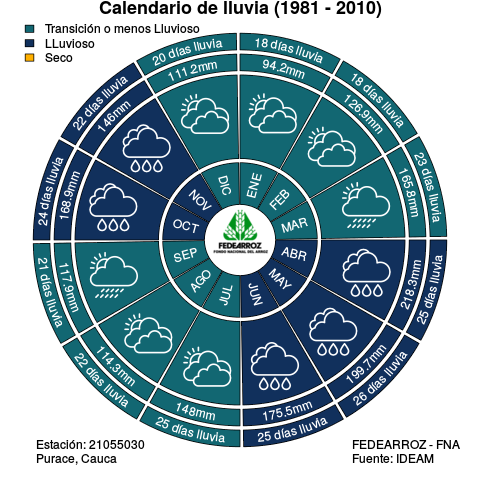 Calendario de lluvia (1981 - 2010)
Transición o menos Lluvioso
LLuvioso
Seco
18 días lluvia
94.2mm
ENE
18 días lluvia
126.9mm
FEB
23 días lluvia
165.8mm
MAR
25 días lluvia
218.3mm
ABR
26 días lluvia
199.7mm
MAY
25 días lluvia
175.5mm
JUN
25 días lluvia
148mm
JUL
22 días lluvia
114.3mm
AGO
21 días lluvia
117.9mm
SEP
24 días lluvia
168.9mm
OCT
22 días lluvia
146mm
NOV
20 días lluvia
111.2mm
DIC
FEDEARROZ
FONDO NACIONAL DEL ARROZ
Estación: 21055030
Purace, Cauca
FEDEARROZ - FNA
Fuente: IDEAM